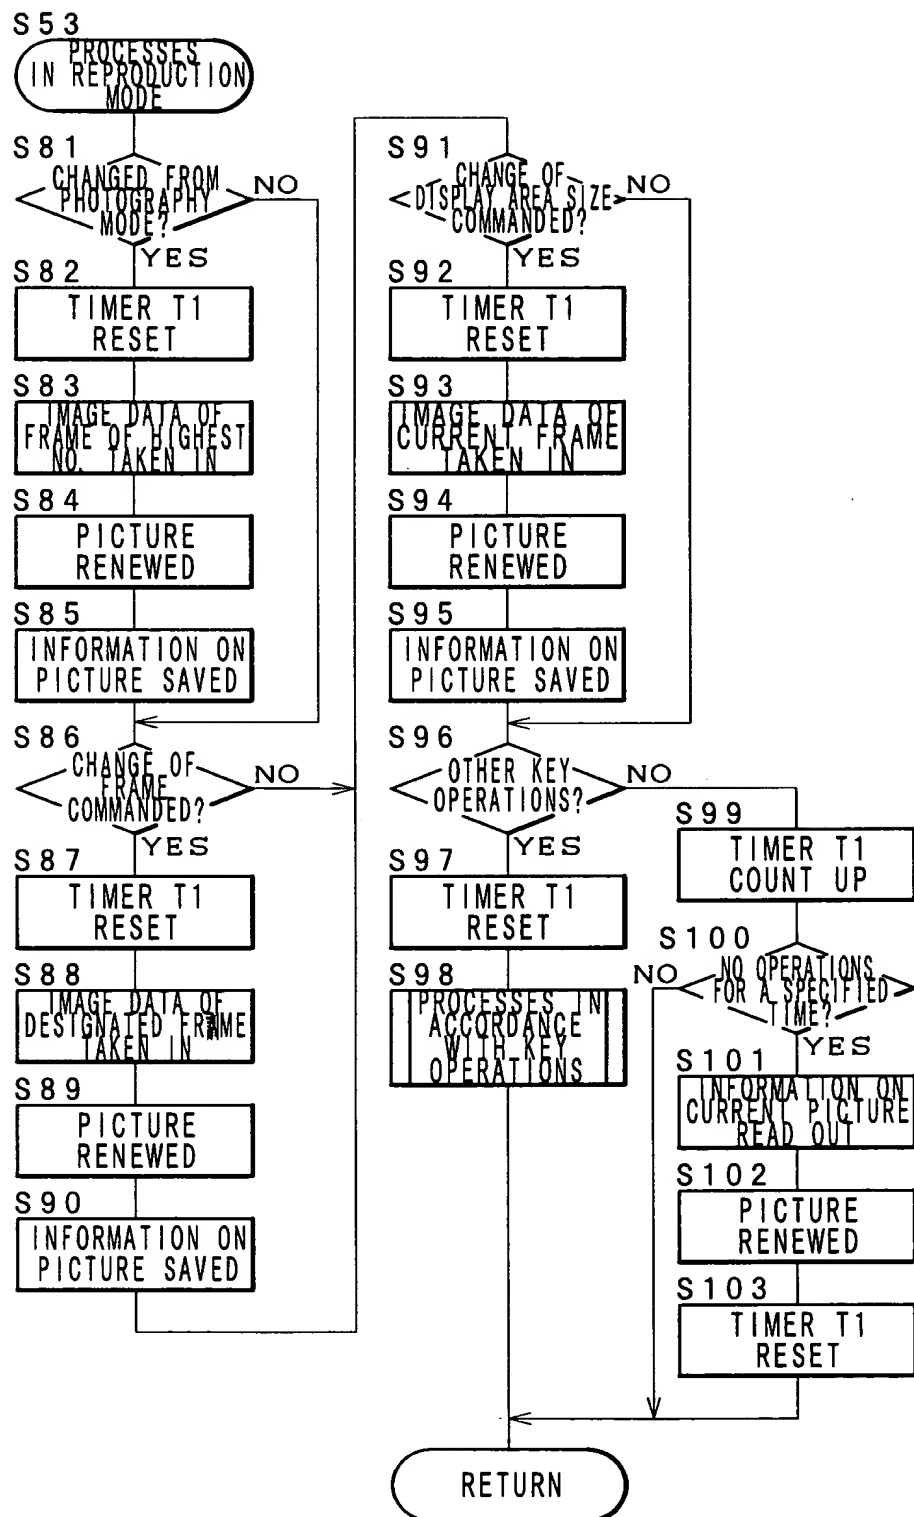 S53
PROCESSES
IN REPRODUCTION
MODE
S81
CHANGED FROM
PHOTOGRAPHY
MODE?
NO
YES
S82
TIMER T1
RESET
S83
IMAGE DATA OF
FRAME OF HIGHEST
NO. TAKEN IN
S84
PICTURE
RENEWED
S85
INFORMATION ON
PICTURE SAVED
S86
CHANGE OF
FRAME
COMMANDED?
NO
YES
S87
TIMER T1
RESET
S88
IMAGE DATA OF
DESIGNATED FRAME
TAKEN IN
S89
PICTURE
RENEWED
S90
INFORMATION ON
PICTURE SAVED
S91
CHANGE OF
DISPLAY AREA SIZE
COMMANDED?
NO
YES
S92
TIMER T1
RESET
S93
IMAGE DATA OF
CURRENT FRAME
TAKEN IN
S94
PICTURE
RENEWED
S95
INFORMATION ON
PICTURE SAVED
S96
OTHER KEY
OPERATIONS?
NO
YES
S97
TIMER T1
RESET
S98
PROCESSES IN
ACCORDANCE
WITH KEY
OPERATIONS
S99
TIMER T1
COUNT UP
S100
NO OPERATIONS
FOR A SPECIFIED
TIME?
NO
YES
S101
INFORMATION ON
CURRENT PICTURE
READ OUT
S102
PICTURE
RENEWED
S103
TIMER T1
RESET
RETURN